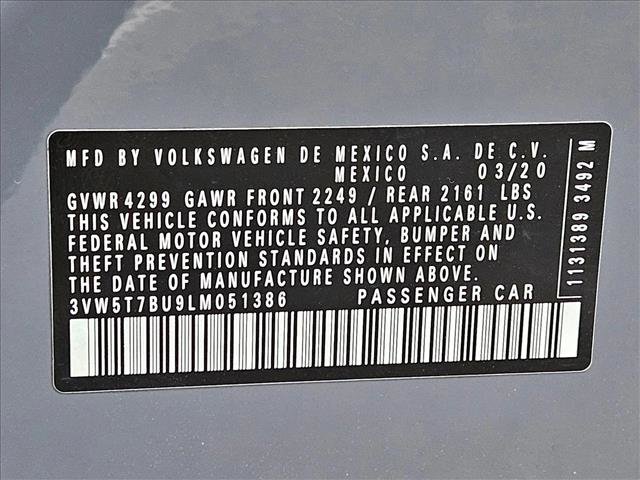 MFD BY VOLKSWAGEN DE MEXICO S.A. DE C.V.
MEXICO 03/20
GVWR 4299 GAWR FRONT 2249 / REAR 2161 LBS
THIS VEHICLE CONFORMS TO ALL APPLICABLE U.S.
FEDERAL MOTOR VEHICLE SAFETY, BUMPER AND
THEFT PREVENTION STANDARDS IN EFFECT ON
THE DATE OF MANUFACTURE SHOWN ABOVE.
3VW5T7BU9LM051386 PASSENGER CAR
1131389 3492 M